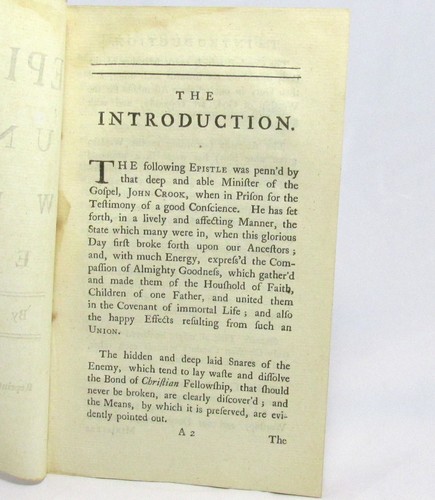 THE
INTRODUCTION.
THE following EPISTLE was penn'd by
that deep and able Miniſter of the
Goſpel, JOHN CROOK, when in Priſon for the
Teſtimony of a good Conſcience. He has ſet
forth, in a lively and affecting Manner, the
State which many were in, when this glorious
Day firſt broke forth upon our Anceſtors;
and, with much Energy, expreſs'd the Com-
paſſion of Almighty Goodneſs, which gather'd
and made them of the Houſhold of Faith,
Children of one Father, and united them
in the Covenant of immortal Life; and alſo
the happy Effects reſulting from ſuch an
UNION.
The hidden and deep laid Snares of the
Enemy, which tend to lay waſte and diſſolve
the Bond of Chriſtian Fellowſhip, that ſhould
never be broken, are clearly diſcover'd; and
the Means, by which it is preſerved, are evi-
dently pointed out.
A 2
The
EPI
U N
W
E
By
Reprint